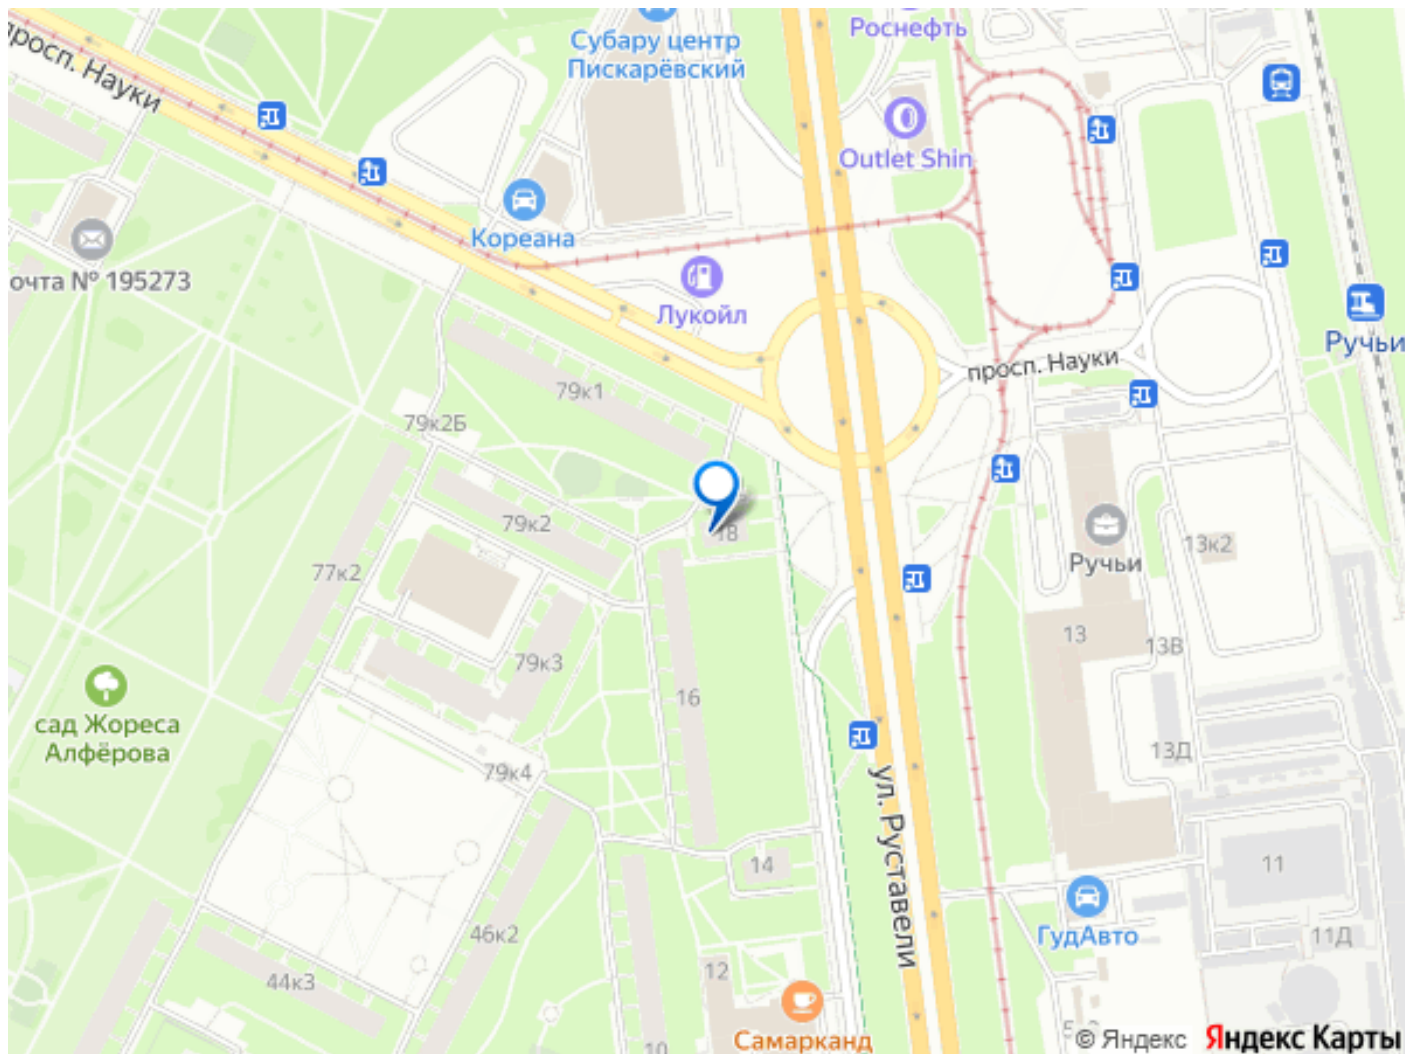 просп. Науки
Субару центр
Пискарёвский
Роснефть
Outlet Shin
Кореана
очта № 195273
Лукойл
Ручьи
просп. Науки
79к1
79к2Б
79к2
18
77к2
Ручьи
13к2
13
13В
79к3
16
сад Жореса
Алфёрова
13Д
79к4
ул. Руставели
14
11
46к2
ГудАвто
11Д
44к3
12
Самарканд
10
© Яндекс
Яндекс Карты